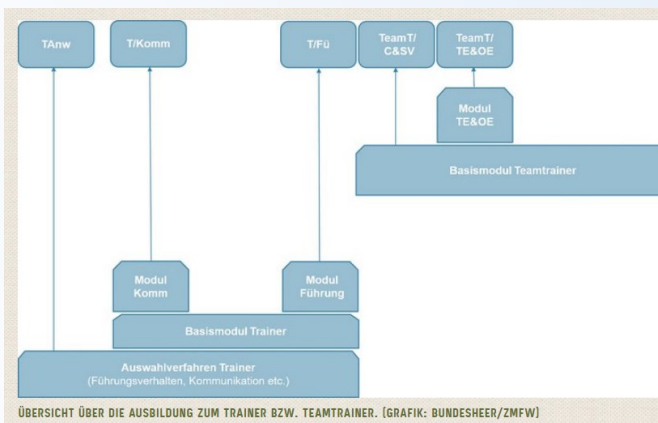 TAnw
T/Komm
T/Fü
TeamT/
C&SV
TeamT/
TE&OE
Modul
TE&OE
Basismodul Teamtrainer
Modul
Komm
Modul
Führung
Basismodul Trainer
Auswahlverfahren Trainer
(Führungsverhalten, Kommunikation etc.)
ÜBERSICHT ÜBER DIE AUSBILDUNG ZUM TRAINER BZW. TEAMTRAINER. (GRAFIK: BUNDESHEER/ZMFW)